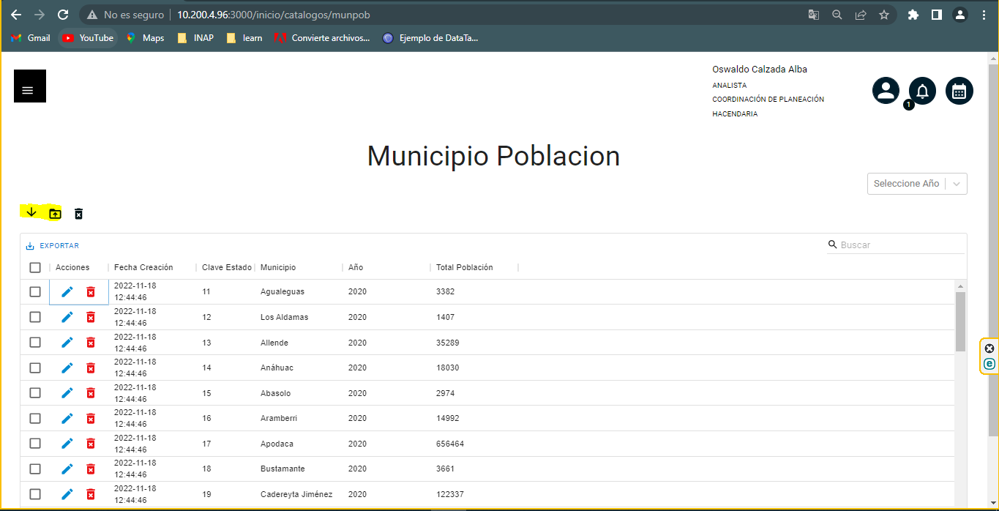 No es seguro 10.200.4.96:3000/inicio/catalogos/munpob
Gmail YouTube Maps INAP learn Convierte archivos... Ejemplo de DataTa...
Oswaldo Calzada Alba
ANALISTA
COORDINACIÓN DE PLANEACIÓN
HACENDARIA
1
Municipio Poblacion
Seleccione Año
EXPORTAR
Buscar
Acciones Fecha Creación Clave Estado Municipio Año Total Población
2022-11-18
12:44:46 11 Agualeguas 2020 3382
2022-11-18
12:44:46 12 Los Aldamas 2020 1407
2022-11-18
12:44:46 13 Allende 2020 35289
2022-11-18
12:44:46 14 Anáhuac 2020 18030
2022-11-18
12:44:46 15 Abasolo 2020 2974
2022-11-18
12:44:46 16 Aramberri 2020 14992
2022-11-18
12:44:46 17 Apodaca 2020 656464
2022-11-18
12:44:46 18 Bustamante 2020 3661
2022-11-18
12:44:46 19 Cadereyta Jiménez 2020 122337